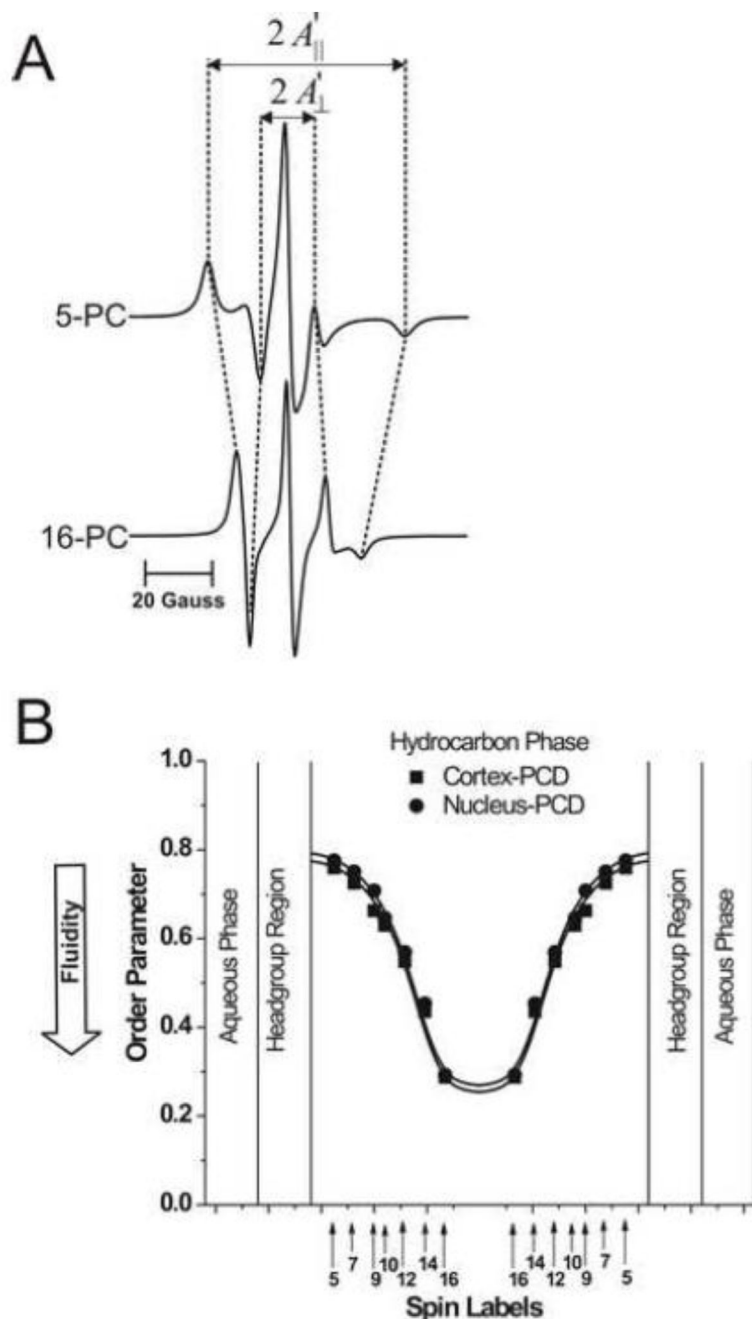 A
2 A'∥
2 A'⊥
5-PC
16-PC
20 Gauss
B
Hydrocarbon Phase
Cortex-PCD
Nucleus-PCD
Fluidity
Order Parameter
1.0
0.8
0.6
0.4
0.2
0.0
Aqueous Phase
Headgroup Region
Headgroup Region
Aqueous Phase
5 7 9 10 12 14 16 16 14 12 10 9 7 5
Spin Labels